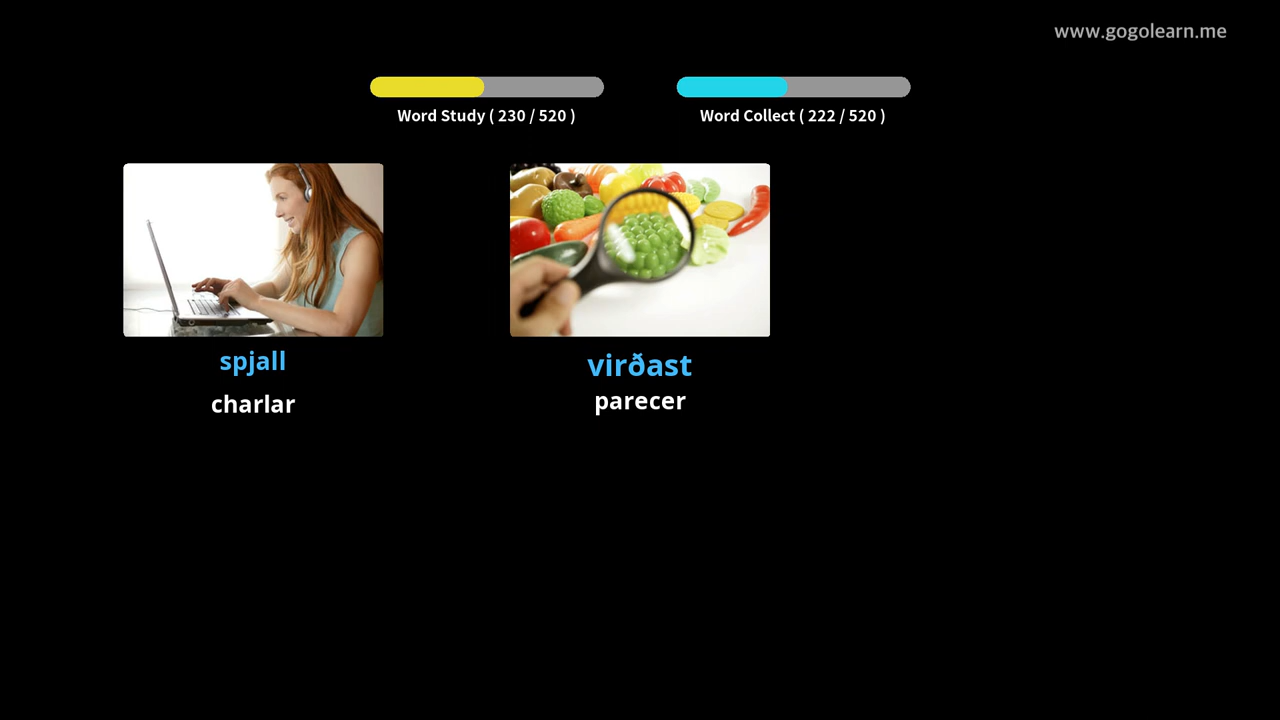 www.gogolearn.me
Word Study ( 230 / 520 )
Word Collect ( 222 / 520 )
spjall
charlar
virðast
parecer